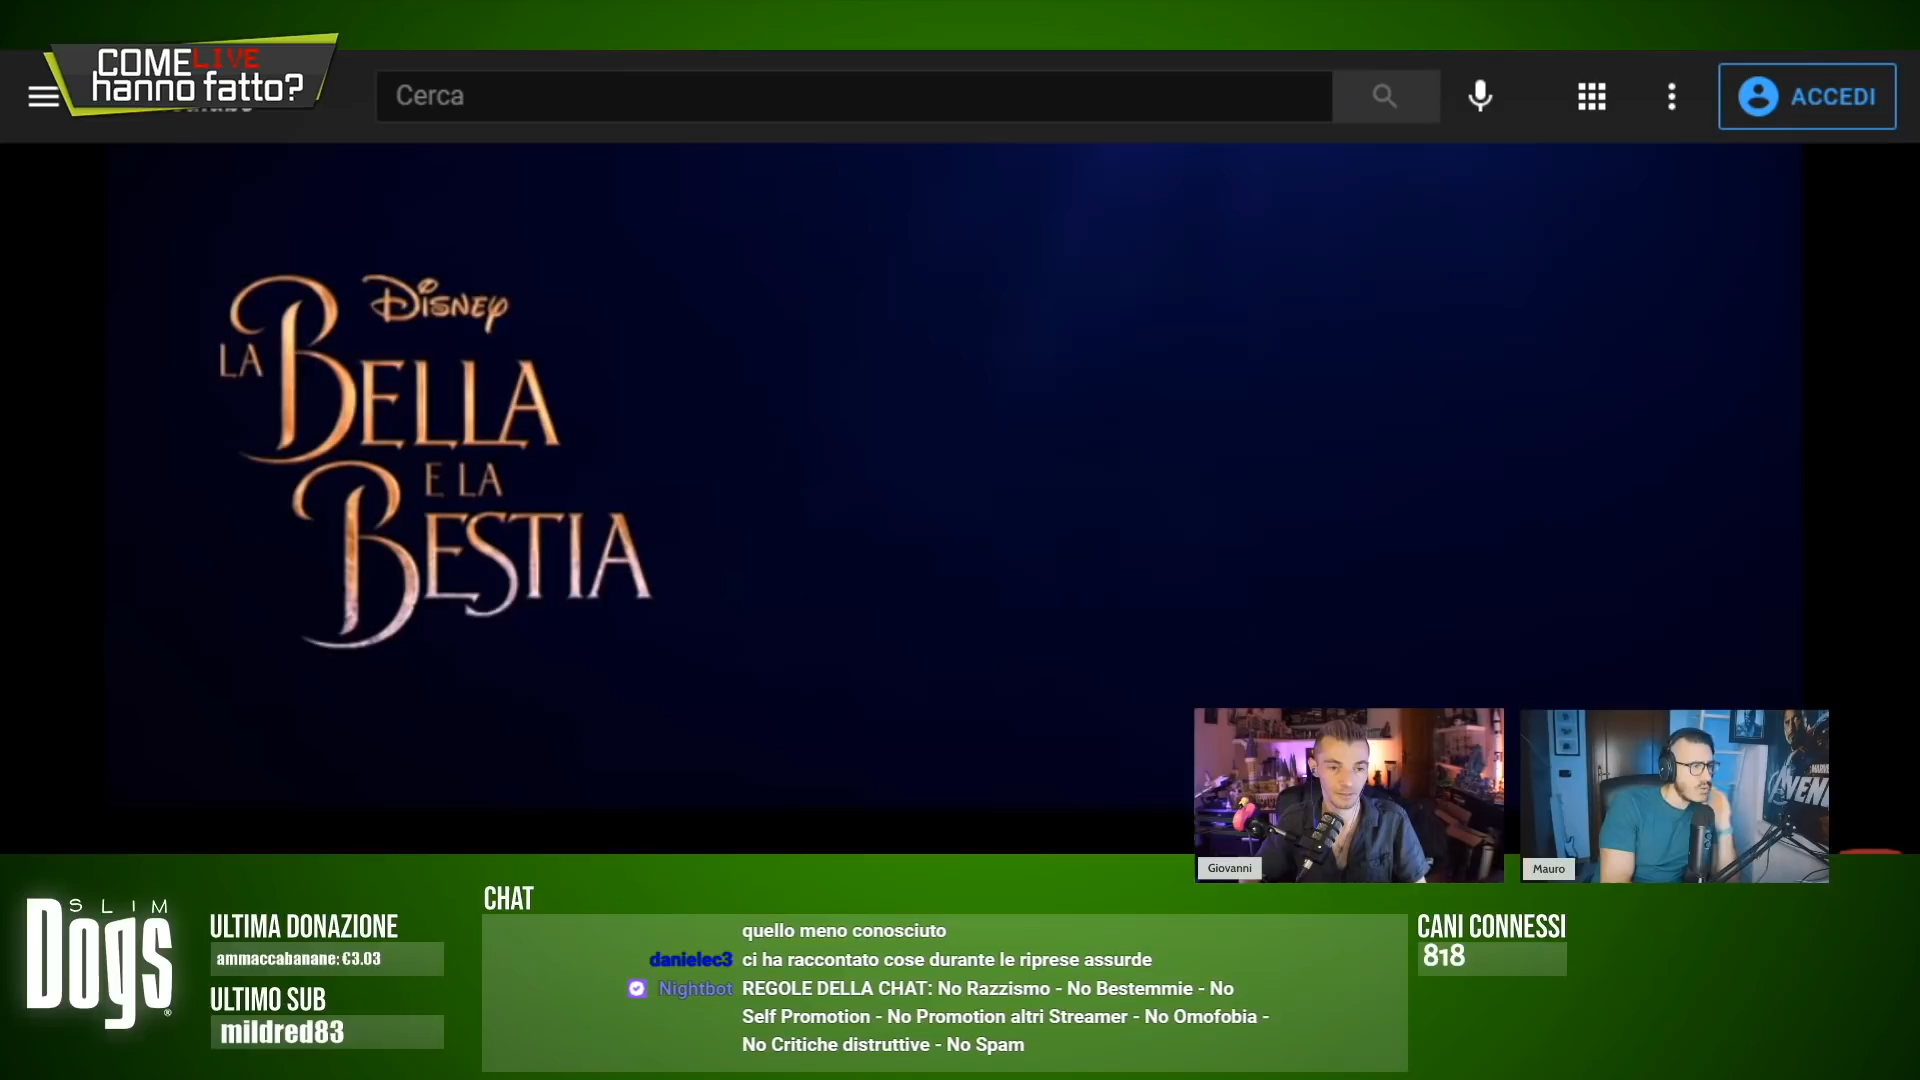 COME LIVE
hanno fatto?
Cerca
ACCEDI
Disney
LA
BELLA
E LA
BESTIA
Giovanni
Mauro
MARVEL
AVEN
SLIM
Dogs
®
ULTIMA DONAZIONE
ammaccabanane: €3.03
ULTIMO SUB
mildred83
CHAT
quello meno conosciuto
danielec3 ci ha raccontato cose durante le riprese assurde
Nightbot REGOLE DELLA CHAT: No Razzismo - No Bestemmie - No
Self Promotion - No Promotion altri Streamer - No Omofobia -
No Critiche distruttive - No Spam
CANI CONNESSI
818